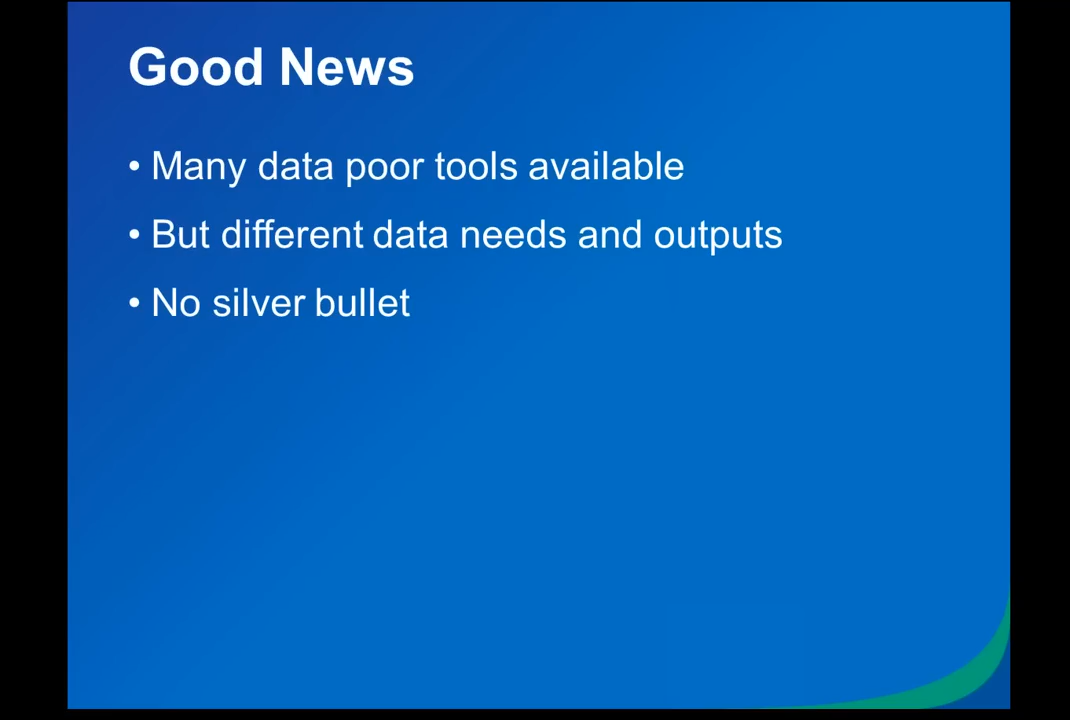 Good News
• Many data poor tools available
• But different data needs and outputs
• No silver bullet